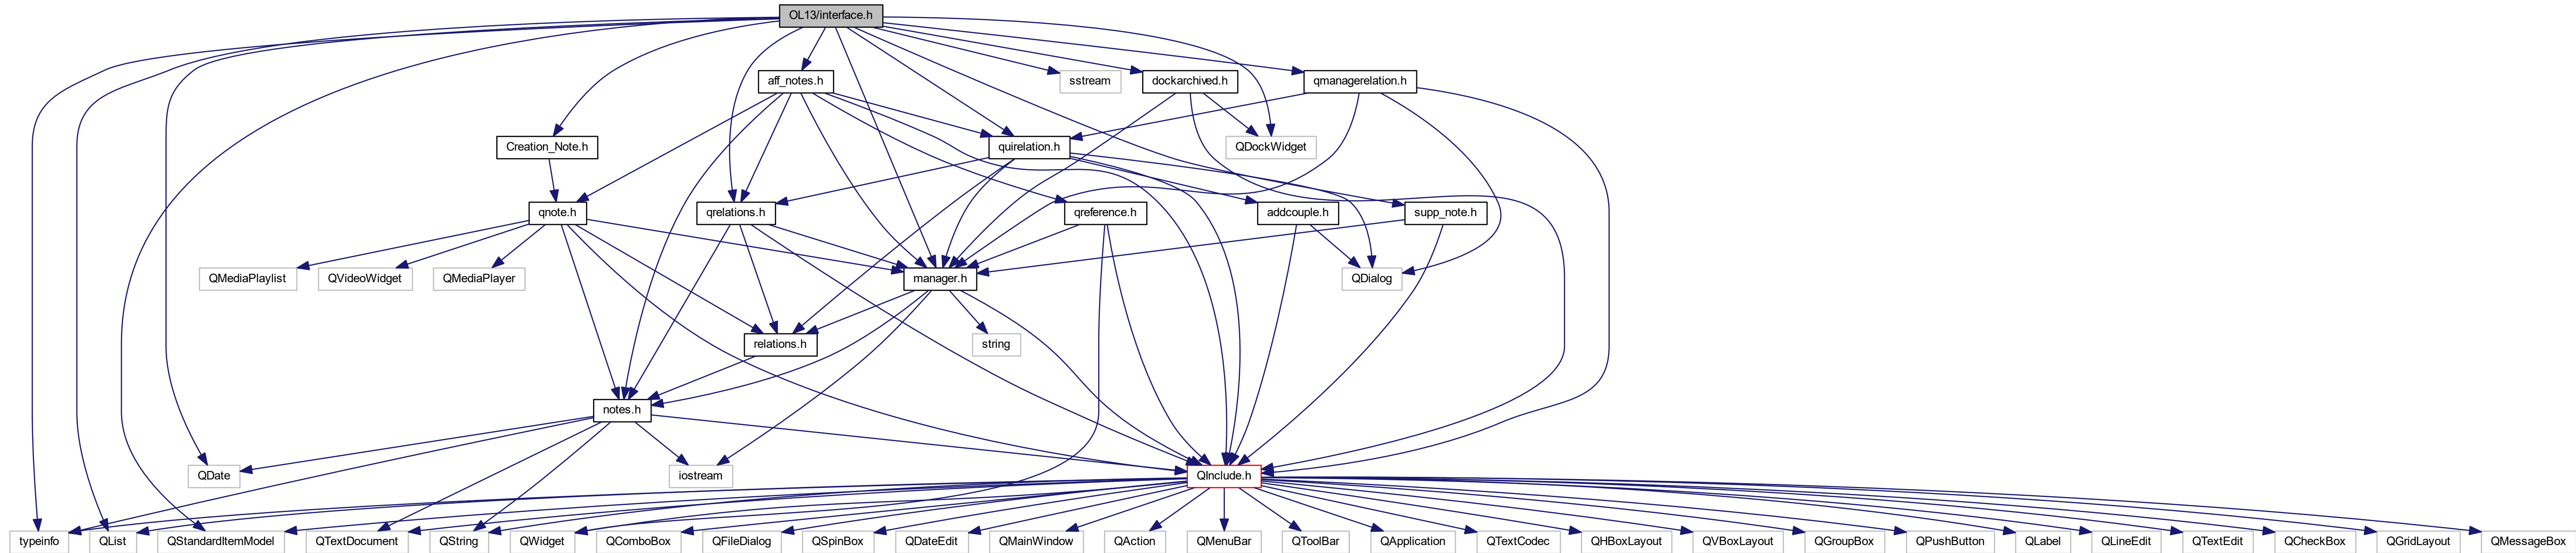 OL13/interface.h
aff_notes.h
sstream
dockarchived.h
qmanagerelation.h
Creation_Note.h
quirelation.h
QDockWidget
qnote.h
qrelations.h
qreference.h
addcouple.h
supp_note.h
QMediaPlaylist
QVideoWidget
QMediaPlayer
manager.h
QDialog
relations.h
string
notes.h
QDate
iostream
QInclude.h
typeinfo
QList
QStandardItemModel
QTextDocument
QString
QWidget
QComboBox
QFileDialog
QSpinBox
QDateEdit
QMainWindow
QAction
QMenuBar
QToolBar
QApplication
QTextCodec
QHBoxLayout
QVBoxLayout
QGroupBox
QPushButton
QLabel
QLineEdit
QTextEdit
QCheckBox
QGridLayout
QMessageBox